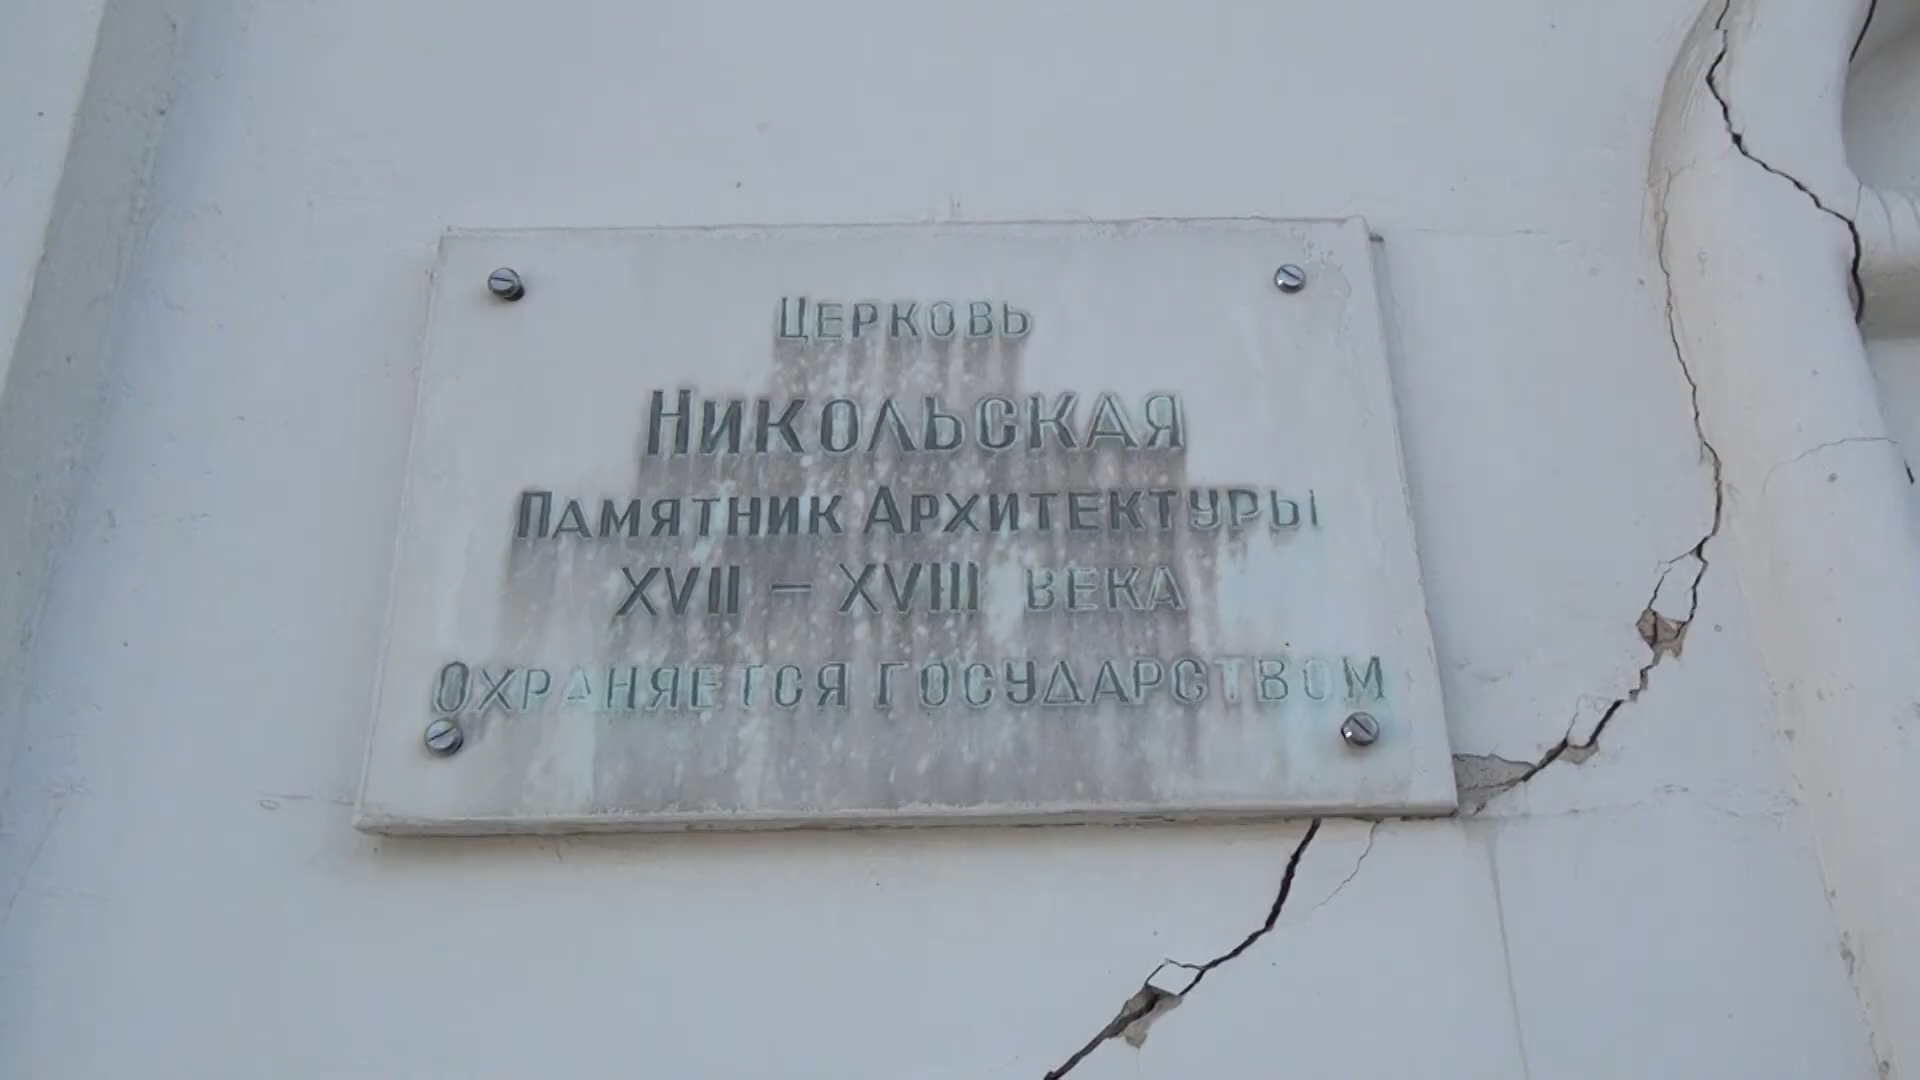 Церковь
Никольская
Памятник Архитектуры
XVII – XVIII века
Охраняется государством